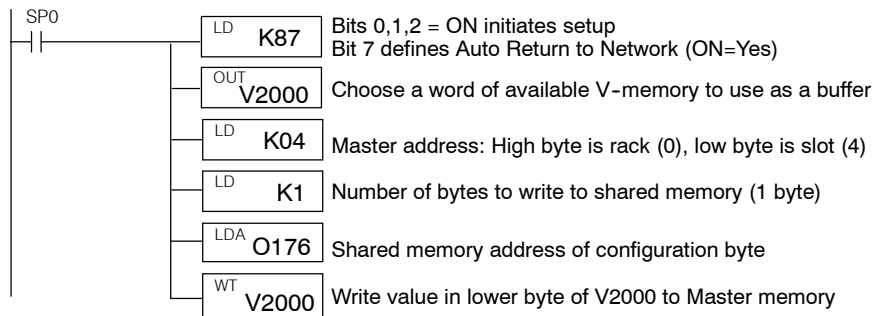 SP0
LD K87 Bits 0,1,2 = ON initiates setup
Bit 7 defines Auto Return to Network (ON=Yes)
OUT V2000 Choose a word of available V-memory to use as a buffer
LD K04 Master address: High byte is rack (0), low byte is slot (4)
LD K1 Number of bytes to write to shared memory (1 byte)
LDA O176 Shared memory address of configuration byte
WT V2000 Write value in lower byte of V2000 to Master memory